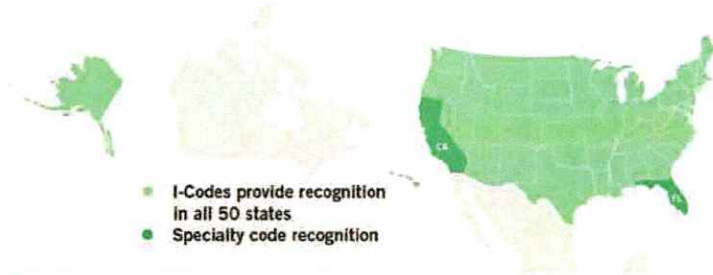 CA
FL
I-Codes provide recognition
in all 50 states
Specialty code recognition